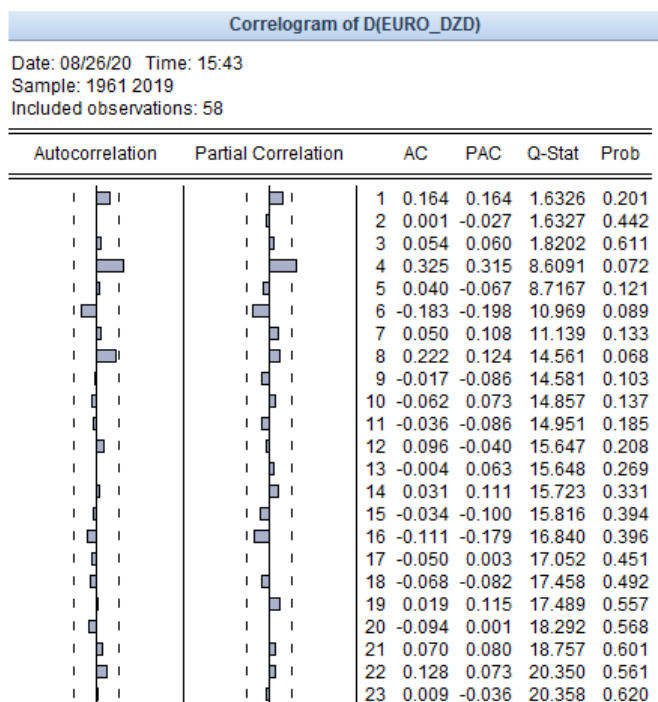 Correlogram of D(EURO_DZD)
Date: 08/26/20 Time: 15:43
Sample: 1961 2019
Included observations: 58
Autocorrelation Partial Correlation AC PAC Q-Stat Prob
1 0.164 0.164 1.6326 0.201
2 0.001 -0.027 1.6327 0.442
3 0.054 0.060 1.8202 0.611
4 0.325 0.315 8.6091 0.072
5 0.040 -0.067 8.7167 0.121
6 -0.183 -0.198 10.969 0.089
7 0.050 0.108 11.139 0.133
8 0.222 0.124 14.561 0.068
9 -0.017 -0.086 14.581 0.103
10 -0.062 0.073 14.857 0.137
11 -0.036 -0.086 14.951 0.185
12 0.096 -0.040 15.647 0.208
13 -0.004 0.063 15.648 0.269
14 0.031 0.111 15.723 0.331
15 -0.034 -0.100 15.816 0.394
16 -0.111 -0.179 16.840 0.396
17 -0.050 0.003 17.052 0.451
18 -0.068 -0.082 17.458 0.492
19 0.019 0.115 17.489 0.557
20 -0.094 0.001 18.292 0.568
21 0.070 0.080 18.757 0.601
22 0.128 0.073 20.350 0.561
23 0.009 -0.036 20.358 0.620